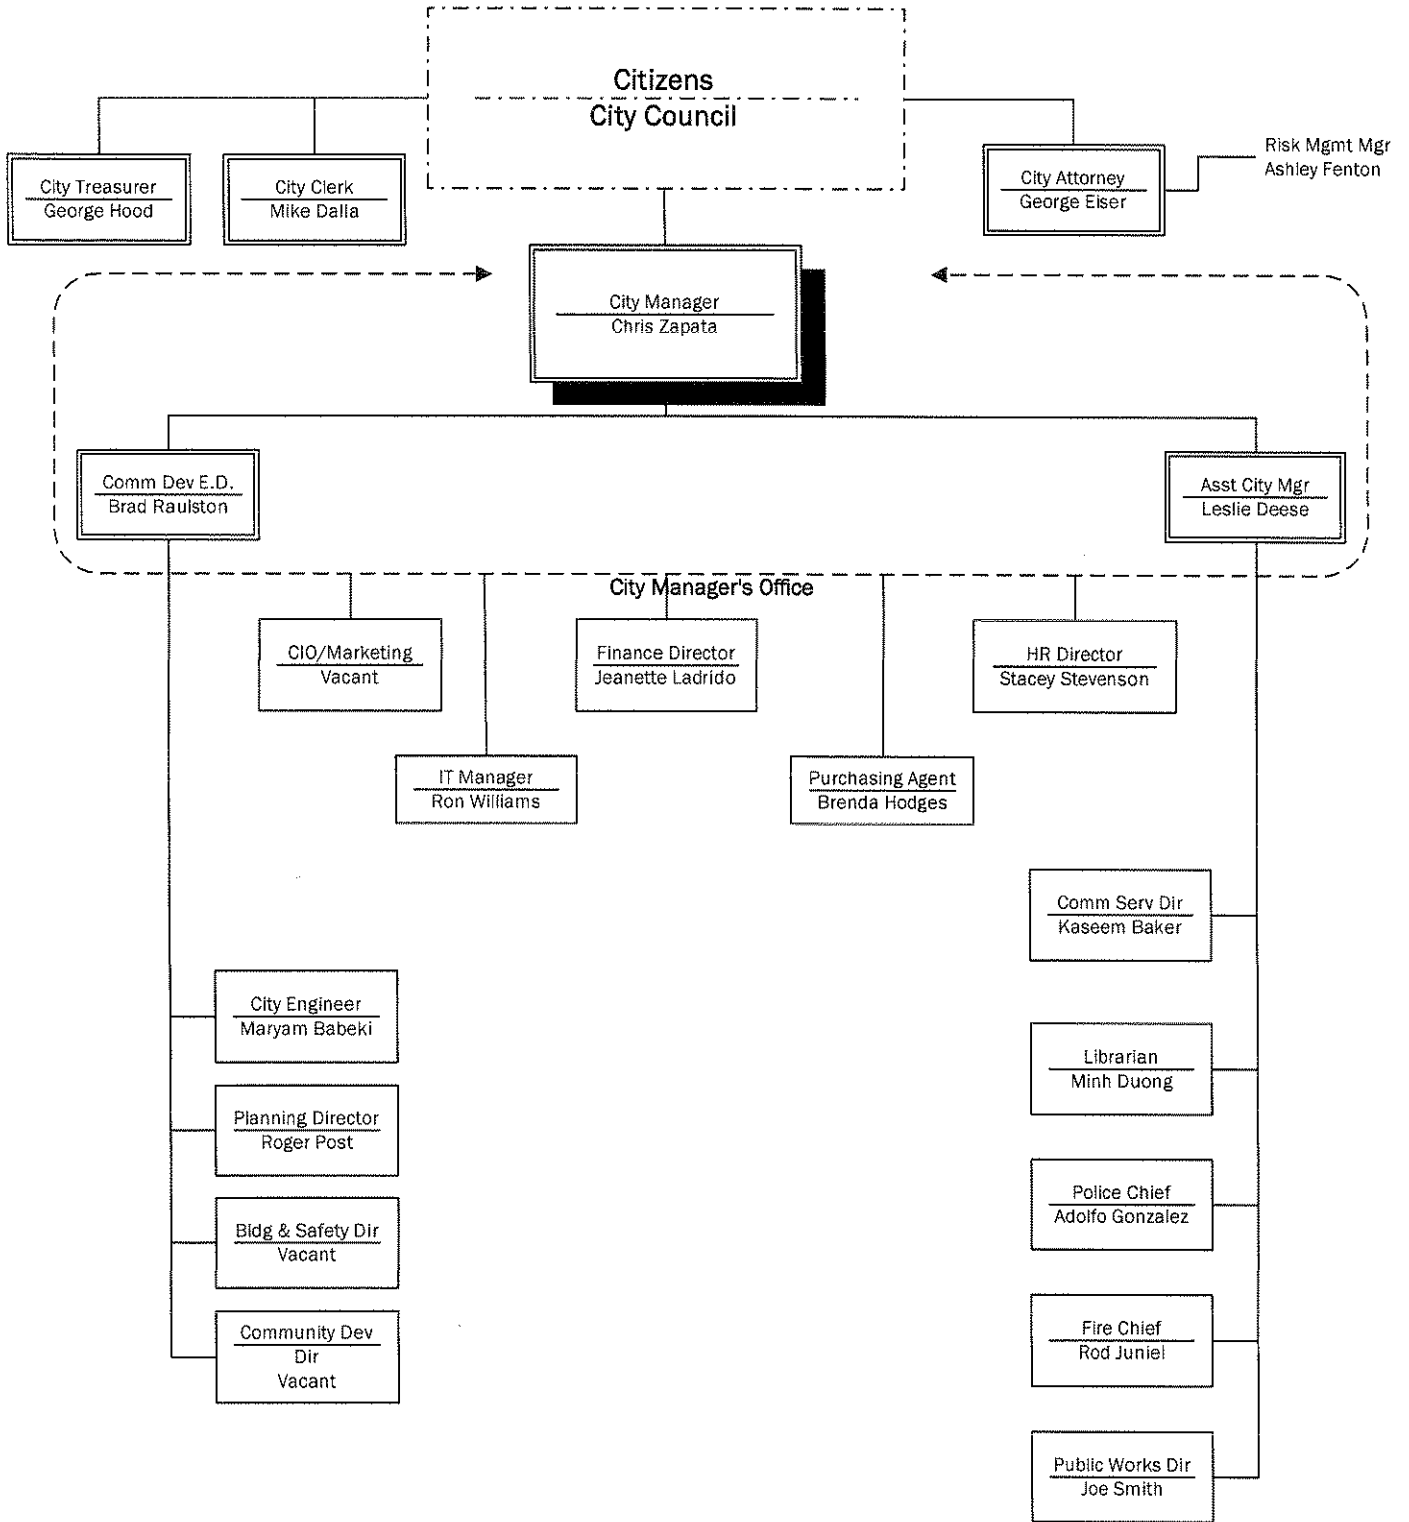 Citizens
City Council
City Treasurer
George Hood
City Clerk
Mike Dalla
City Attorney
George Eiser
Risk Mgmt Mgr
Ashley Fenton
City Manager
Chris Zapata
Comm Dev E.D.
Brad Raulston
Asst City Mgr
Leslie Deese
City Manager's Office
CIO/Marketing
Vacant
Finance Director
Jeanette Ladrido
HR Director
Stacey Stevenson
IT Manager
Ron Williams
Purchasing Agent
Brenda Hodges
Comm Serv Dir
Kaseem Baker
City Engineer
Maryam Babeki
Librarian
Minh Duong
Planning Director
Roger Post
Police Chief
Adolfo Gonzalez
Bldg & Safety Dir
Vacant
Fire Chief
Rod Juniel
Community Dev
Dir
Vacant
Public Works Dir
Joe Smith